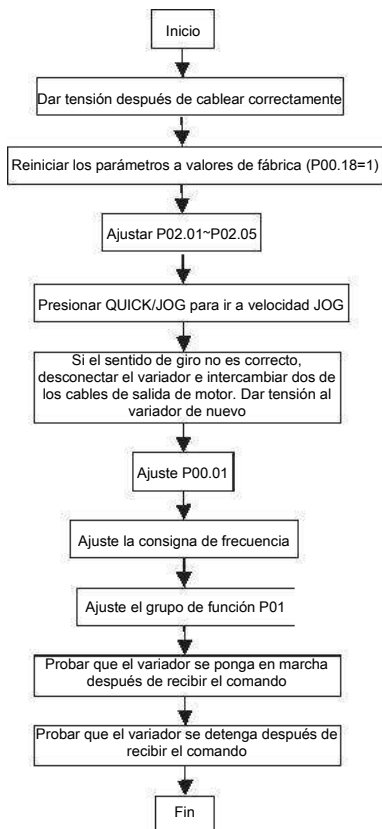 Inicio
Dar tensión después de cablear correctamente
Reiniciar los parámetros a valores de fábrica (P00.18=1)
Ajustar P02.01~P02.05
Presionar QUICK/JOG para ir a velocidad JOG
Si el sentido de giro no es correcto,
desconectar el variador e intercambiar dos de
los cables de salida de motor. Dar tensión al
variador de nuevo
Ajuste P00.01
Ajuste la consigna de frecuencia
Ajuste el grupo de función P01
Probar que el variador se ponga en marcha
después de recibir el comando
Probar que el variador se detenga después de
recibir el comando
Fin